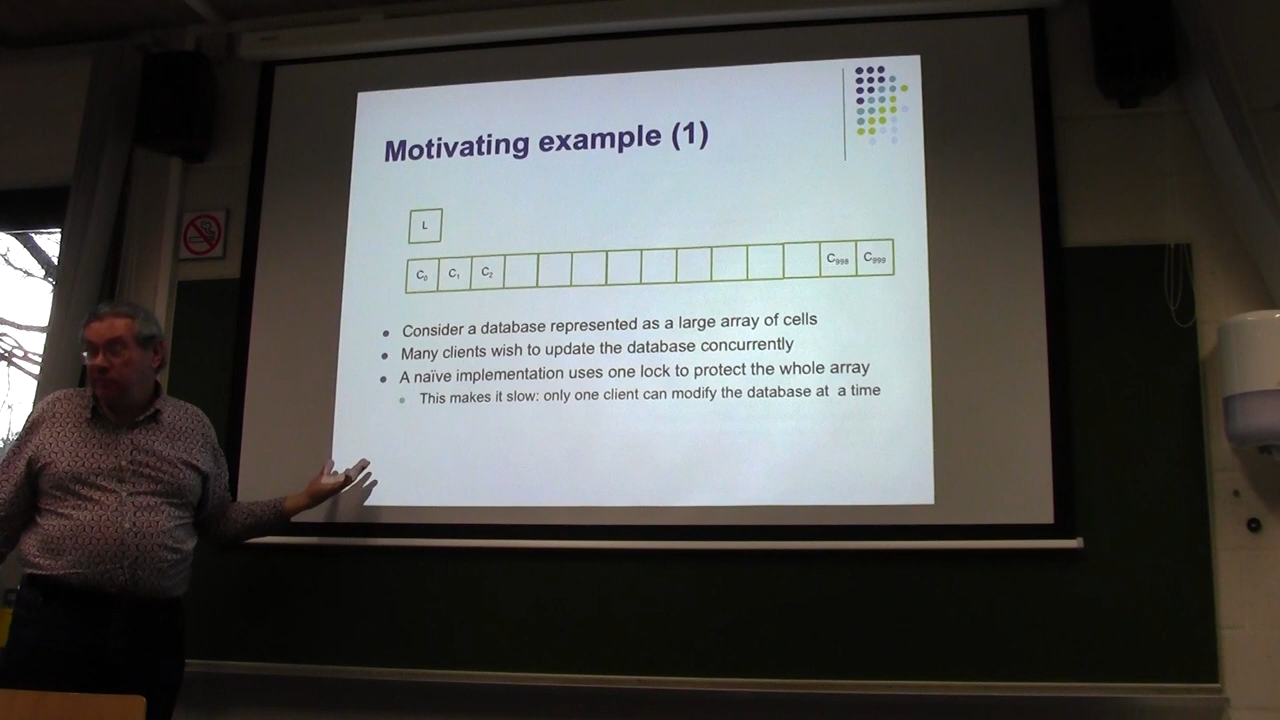 Motivating example (1)
L
C₀ C₁ C₂ C₉₉₈ C₉₉₉
Consider a database represented as a large array of cells
Many clients wish to update the database concurrently
A naïve implementation uses one lock to protect the whole array
This makes it slow: only one client can modify the database at a time